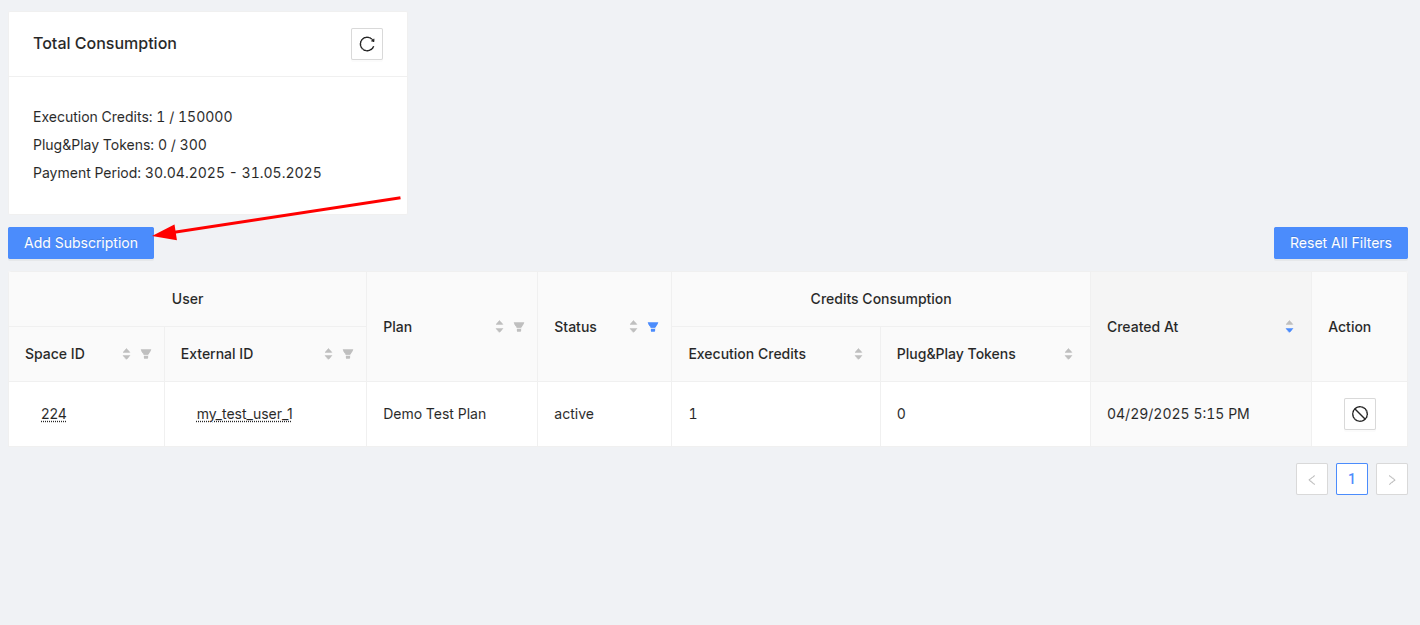 Total Consumption
Execution Credits: 1 / 150000
Plug&Play Tokens: 0 / 300
Payment Period: 30.04.2025 - 31.05.2025
Add Subscription
Reset All Filters
User
Credits Consumption
Plan
Status
Created At
Action
Space ID
External ID
Execution Credits
Plug&Play Tokens
224
my_test_user_1
Demo Test Plan
active
1
0
04/29/2025 5:15 PM
1